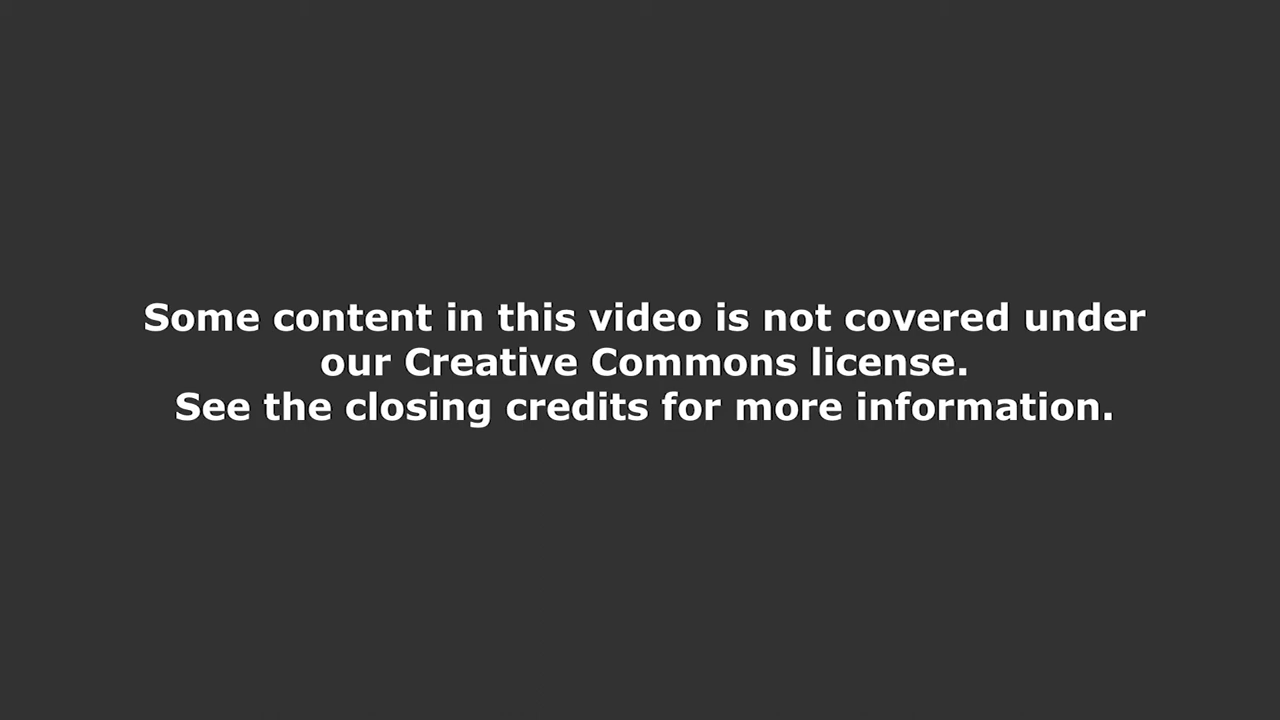 Some content in this video is not covered under
our Creative Commons license.
See the closing credits for more information.